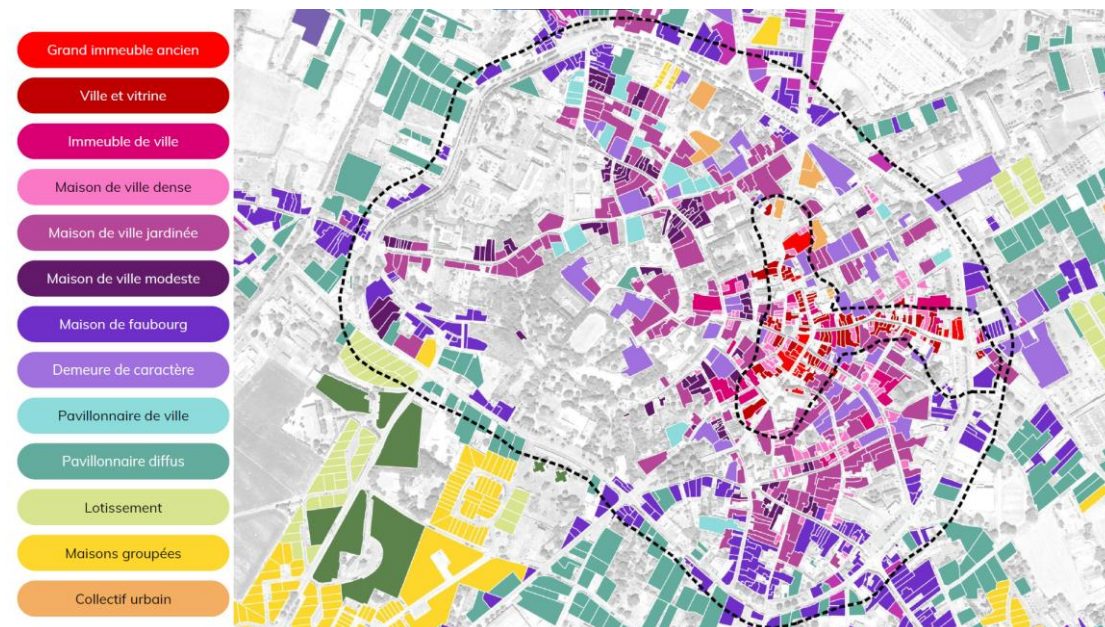 Grand immeuble ancien
Ville et vitrine
Immeuble de ville
Maison de ville dense
Maison de ville jardinée
Maison de ville modeste
Maison de faubourg
Demeure de caractère
Pavillonnaire de ville
Pavillonnaire diffus
Lotissement
Maisons groupées
Collectif urbain